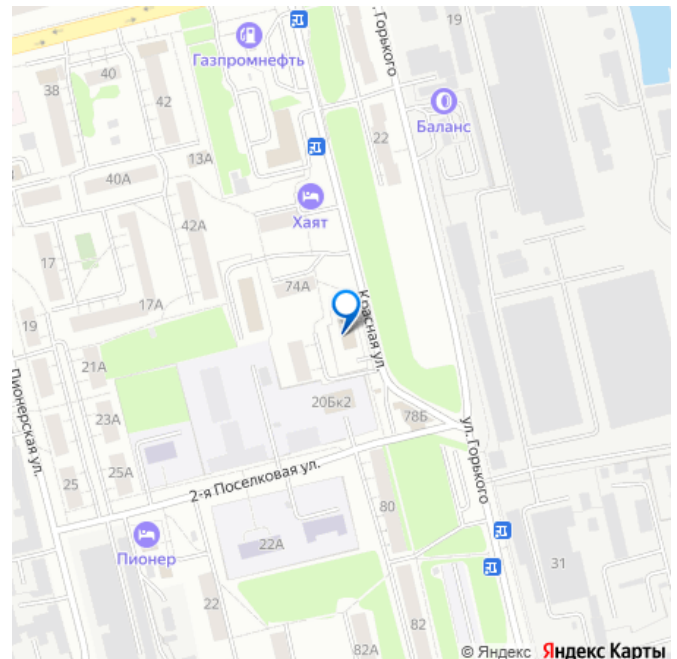 19
Газпромнефть
ул. Горького
40
38
42
Баланс
22
13А
40А
Хаят
42А
17
74А
17А
Красная ул.
19
21А
20Бк2
78Б
23А
ул. Горького
Пионерская ул.
25А
25
2-я Поселковая ул.
80
22А
Пионер
31
22
82
82А
© Яндекс Яндекс Карты